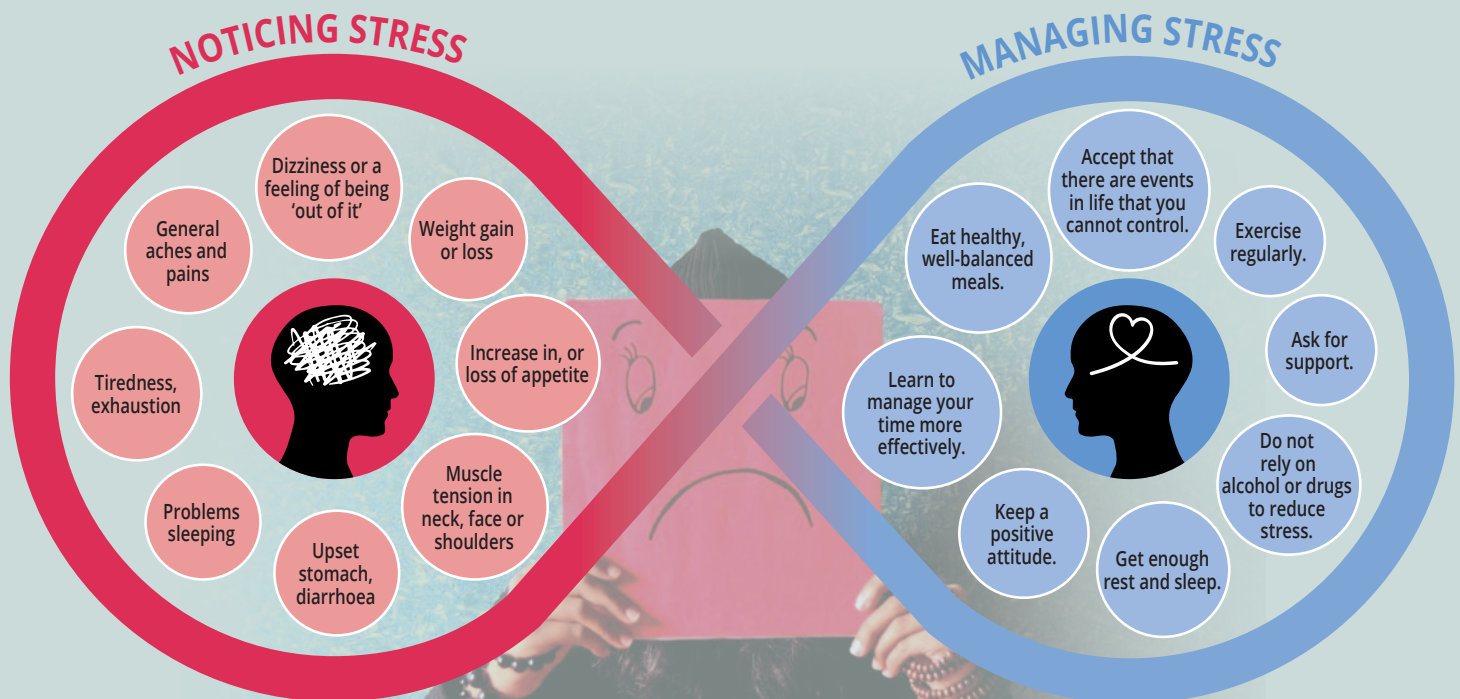 NOTICING STRESS
Dizziness or a
feeling of being
‘out of it’
Weight gain
or loss
Increase in, or
loss of appetite
Muscle
tension in
neck, face or
shoulders
Upset
stomach,
diarrhoea
Problems
sleeping
Tiredness,
exhaustion
General
aches and
pains
MANAGING STRESS
Accept that
there are events
in life that you
cannot control.
Exercise
regularly.
Ask for
support.
Do not
rely on
alcohol or drugs
to reduce
stress.
Get enough
rest and sleep.
Keep a
positive
attitude.
Learn to
manage your
time more
effectively.
Eat healthy,
well-balanced
meals.